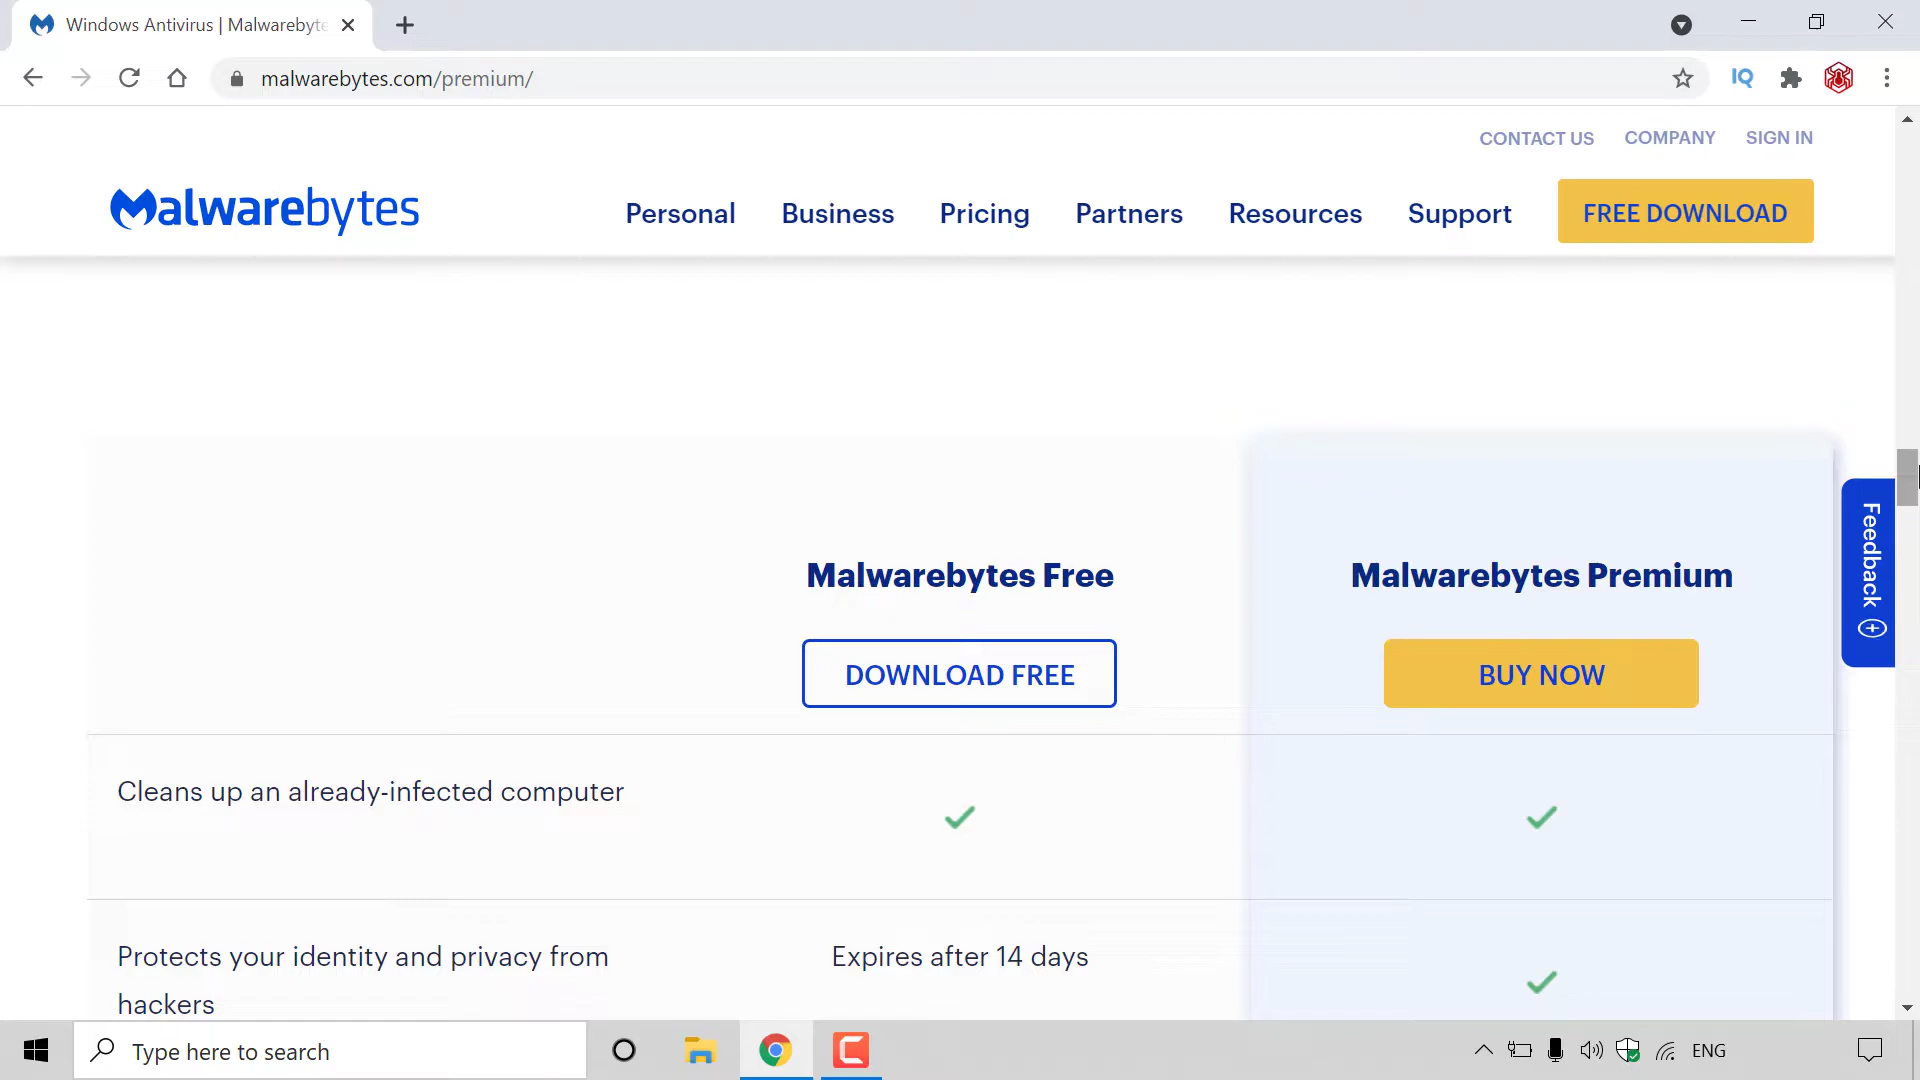 Windows Antivirus | Malwarebyte
malwarebytes.com/premium/
IQ
CONTACT US COMPANY SIGN IN
Malwarebytes
Personal Business Pricing Partners Resources Support FREE DOWNLOAD
Feedback
Malwarebytes Free Malwarebytes Premium
DOWNLOAD FREE BUY NOW
Cleans up an already-infected computer
Protects your identity and privacy from
hackers
Expires after 14 days
Type here to search
ENG